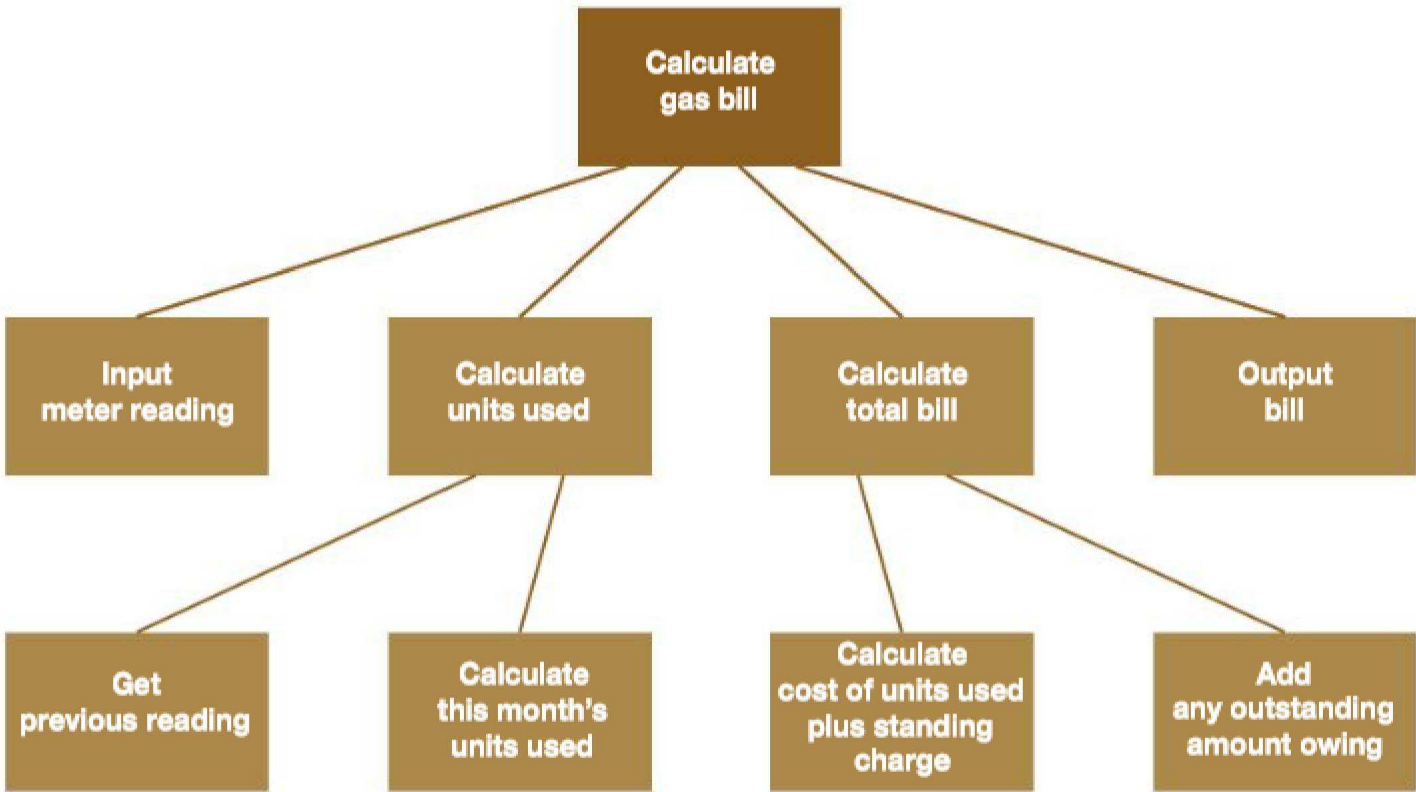 Calculate
gas bill
Input
meter reading
Calculate
units used
Calculate
total bill
Output
bill
Get
previous reading
Calculate
this month's
units used
Calculate
cost of units used
plus standing
charge
Add
any outstanding
amount owing